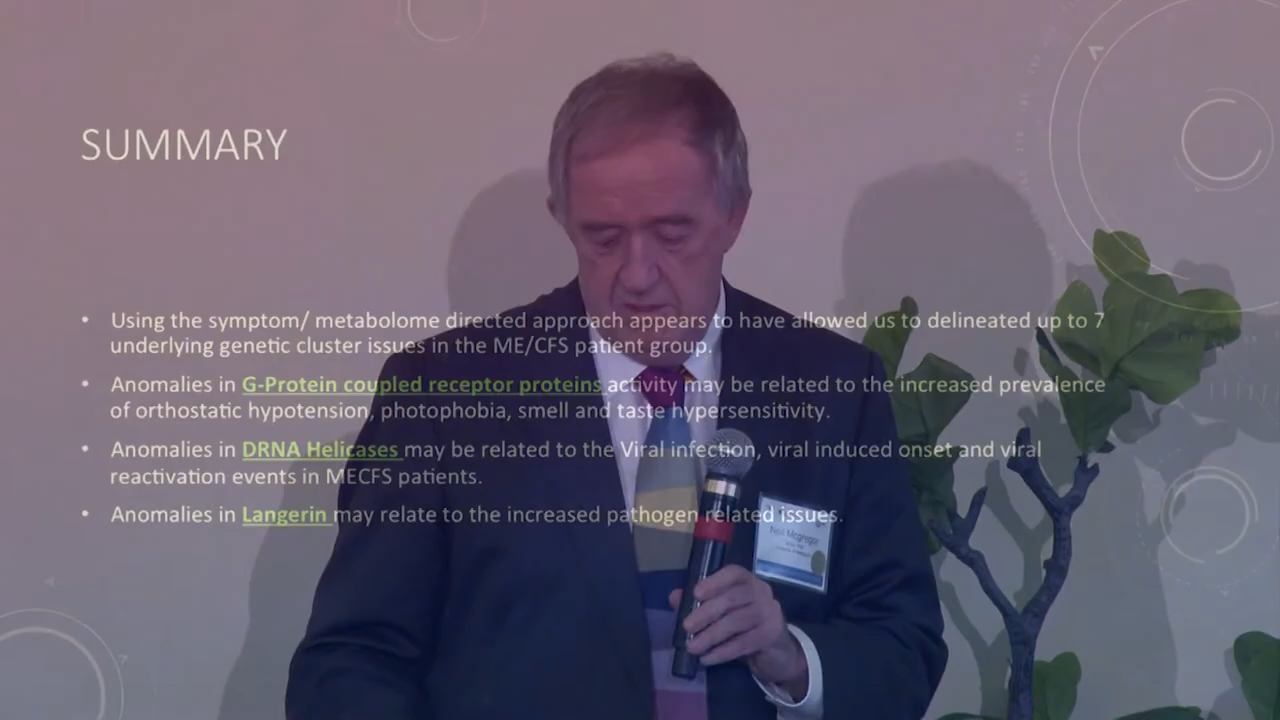 SUMMARY
• Using the symptom/ metabolome directed approach appears to have allowed us to delineated up to 7
underlying genetic cluster issues in the ME/CFS patient group.
• Anomalies in G-Protein coupled receptor proteins activity may be related to the increased prevalence
of orthostatic hypotension, photophobia, smell and taste hypersensitivity.
• Anomalies in DRNA Helicases may be related to the Viral infection, viral induced onset and viral
reactivation events in MECFS patients.
• Anomalies in Langerin may relate to the increased pathogen related issues.
Neil Mcgregor